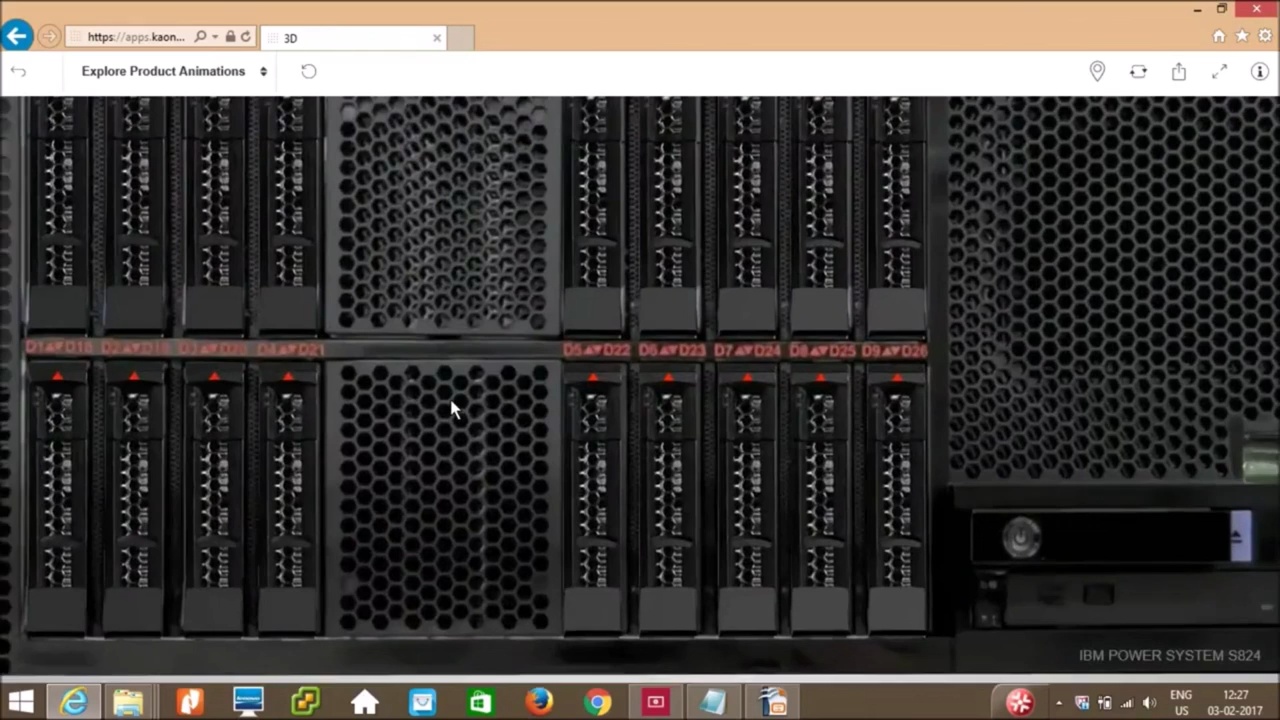 https://apps.kaon...
3D
Explore Product Animations
D5▲▼D22 D6▲▼D23 D7▲▼D24 D8▲▼D25 D9▲▼D26
IBM POWER SYSTEM S824
ENG
US
12:27
03-02-2017